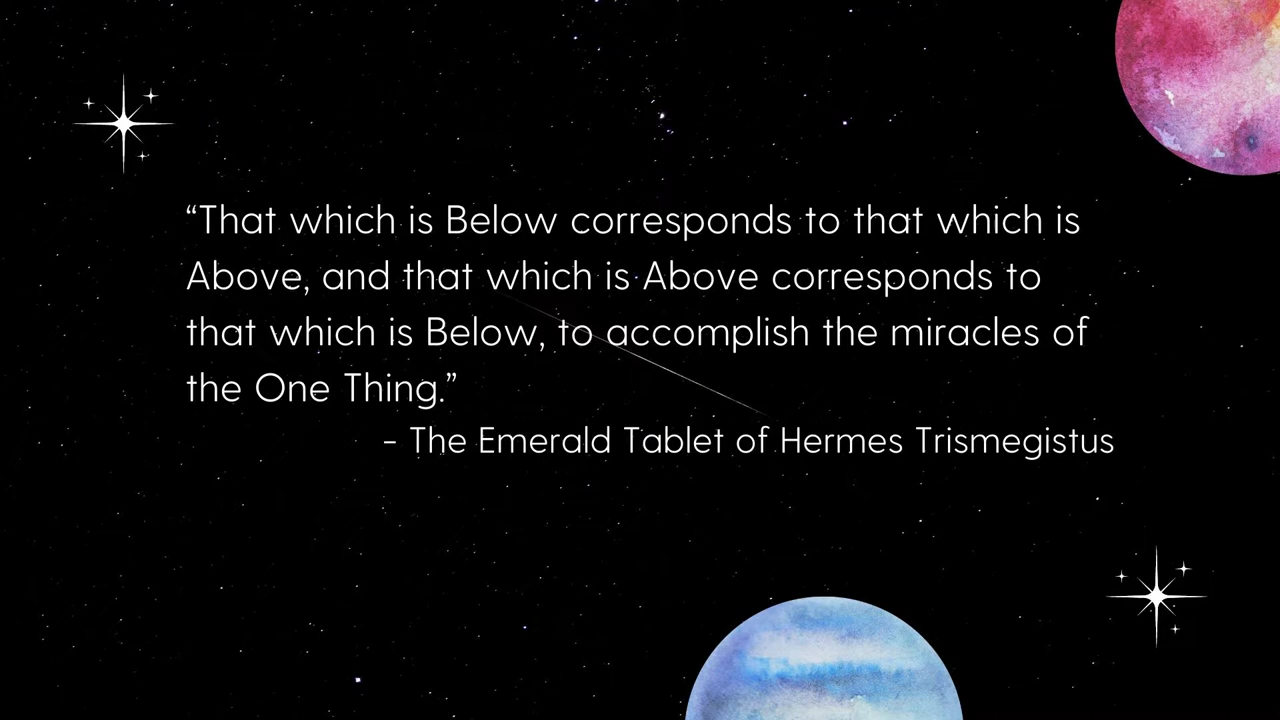 “That which is Below corresponds to that which is
Above, and that which is Above corresponds to
that which is Below, to accomplish the miracles of
the One Thing.”
- The Emerald Tablet of Hermes Trismegistus